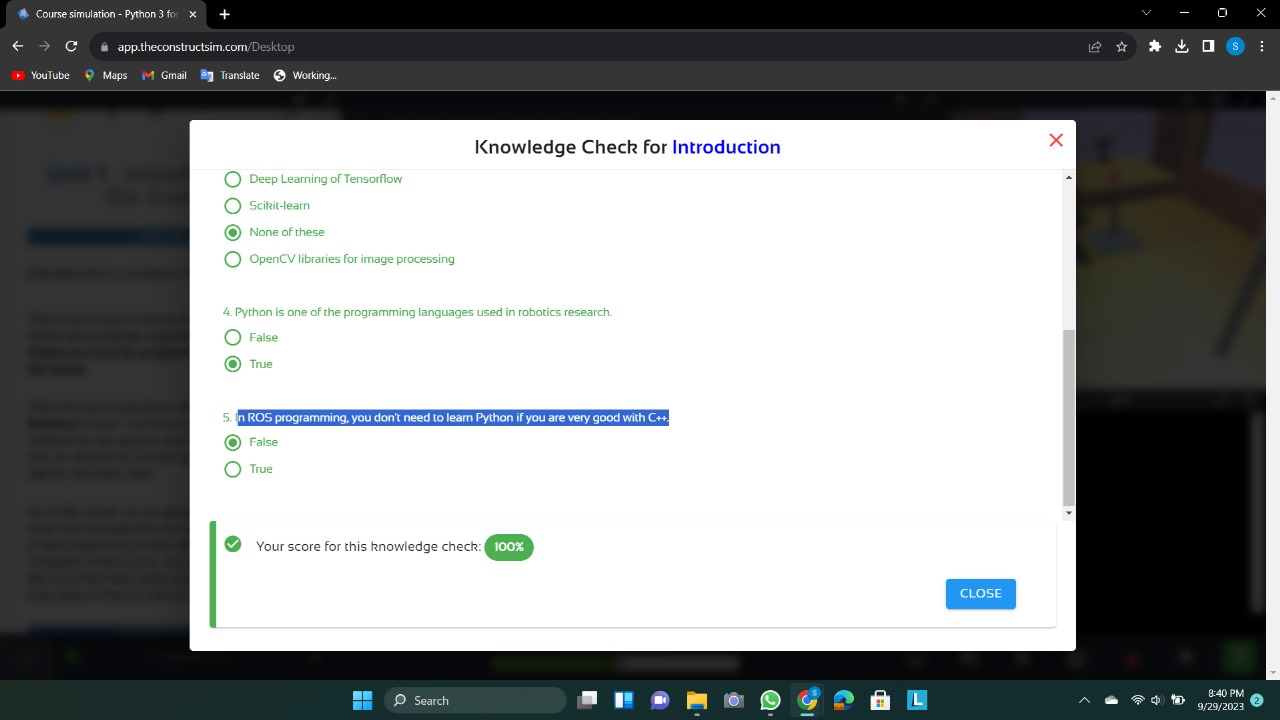 Course simulation - Python 3 for
app.theconstructsim.com/Desktop
S
YouTube
Maps
Gmail
Translate
Working...
Knowledge Check for Introduction
Deep Learning of Tensorflow
Scikit-learn
None of these
OpenCV libraries for image processing
4. Python is one of the programming languages used in robotics research.
False
True
5. In ROS programming, you don't need to learn Python if you are very good with C++.
False
True
Your score for this knowledge check: 100%
CLOSE
Search
S
L
8:40 PM
9/29/2023
2